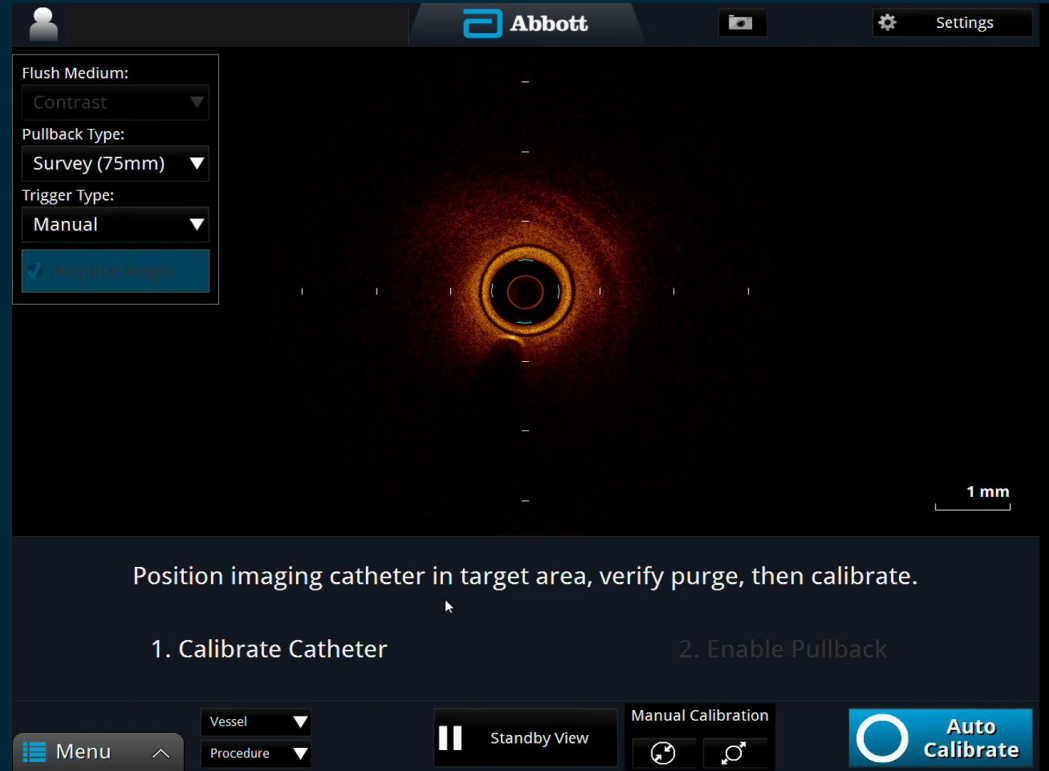 Abbott
Settings
Flush Medium:
Contrast
Pullback Type:
Survey (75mm)
Trigger Type:
Manual
Acquire Angio
1 mm
Position imaging catheter in target area, verify purge, then calibrate.
1. Calibrate Catheter
2. Enable Pullback
Vessel
Procedure
Menu
Standby View
Manual Calibration
Auto
Calibrate